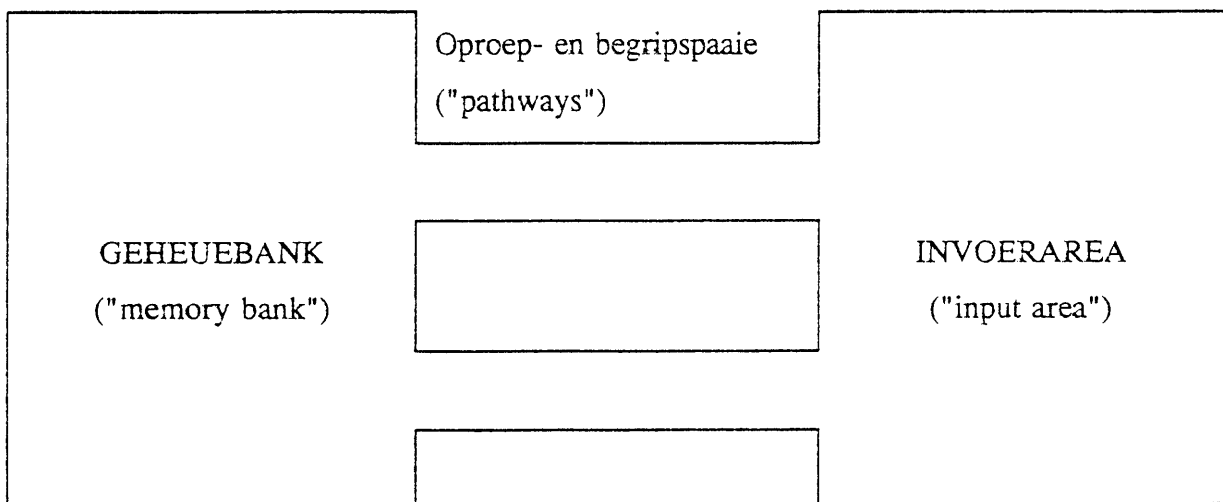 Oproep- en begripspaaie
("pathways")
GEHEUEBANK
("memory bank")
INVOERAREA
("input area")